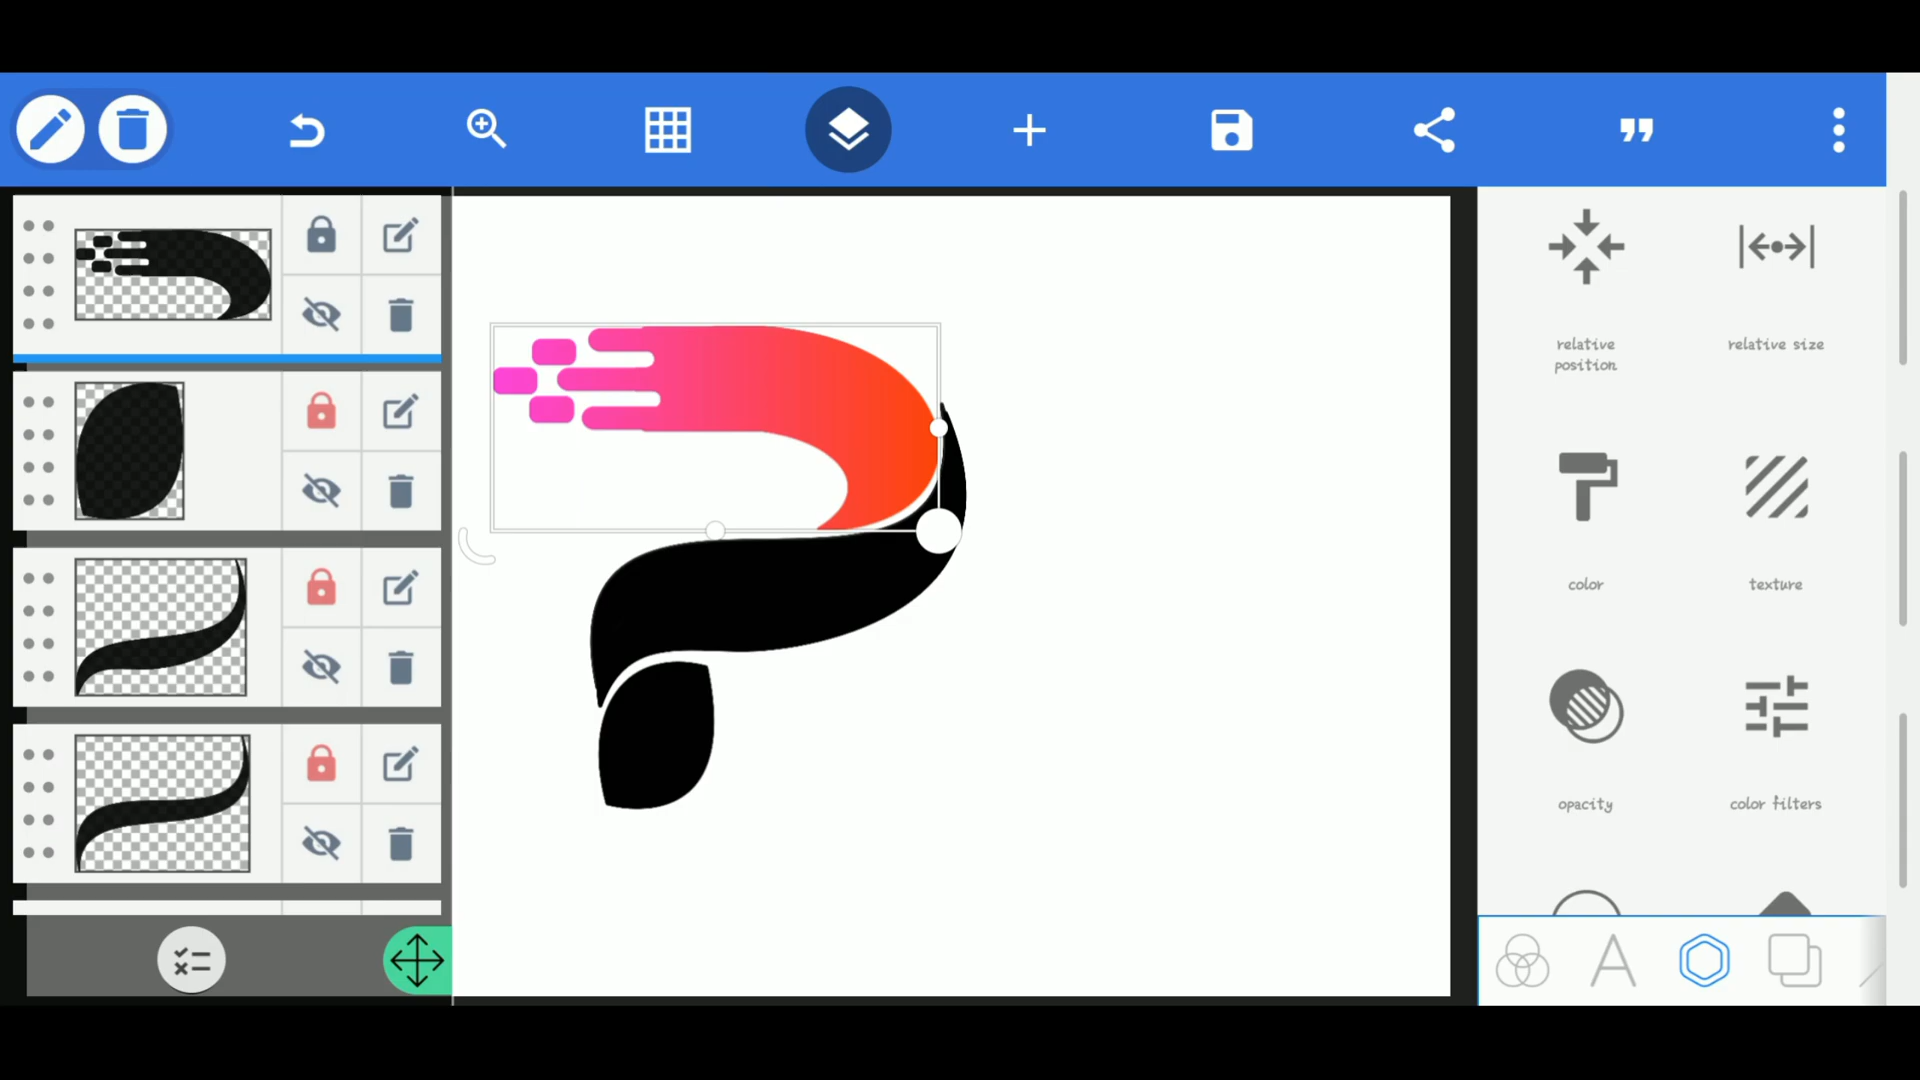 relative
position
relative size
color
texture
opacity
color filters